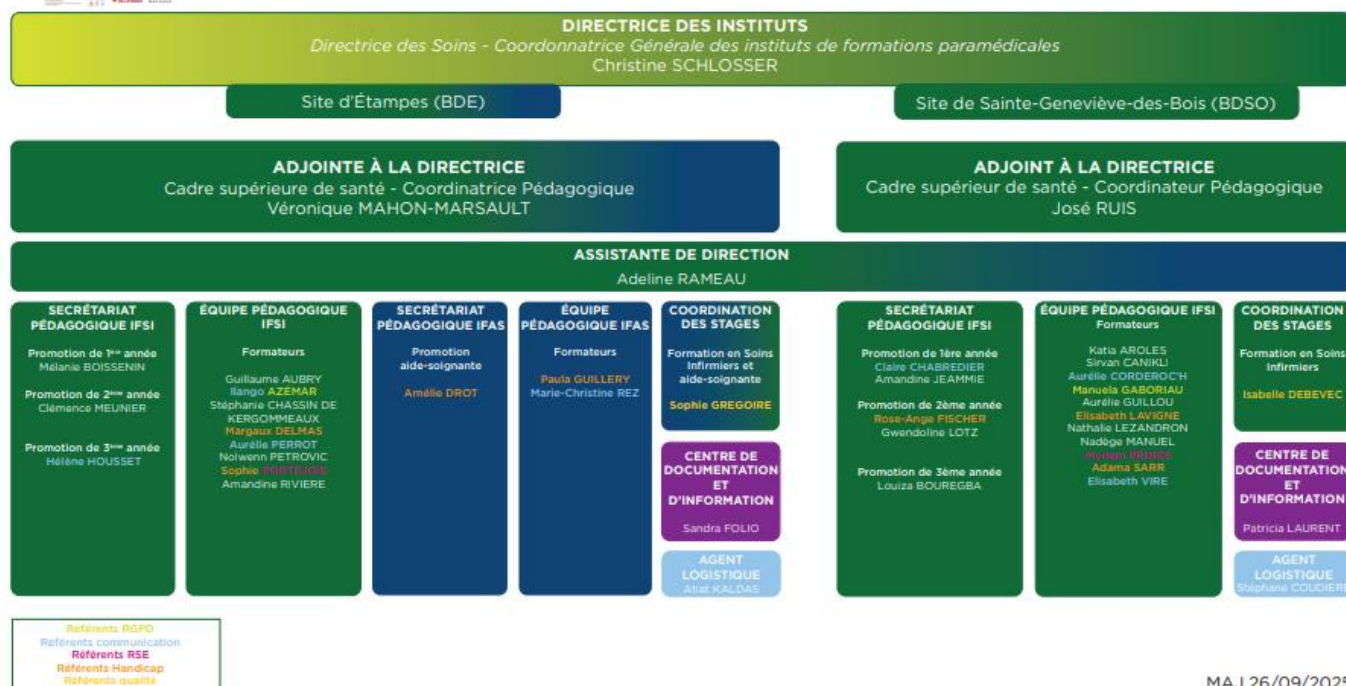 DIRECTRICE DES INSTITUTS
Directrice des Soins - Coordonnatrice Générale des instituts de formations paramédicales
Christine SCHLOSSER
Site d'Étampes (BDE)
Site de Sainte-Geneviève-des-Bois (BDSO)
ADJOINTE À LA DIRECTRICE
Cadre supérieure de santé - Coordinatrice Pédagogique
Véronique MAHON-MARSAULT
ADJOINT À LA DIRECTRICE
Cadre supérieur de santé - Coordinateur Pédagogique
José RUIS
ASSISTANTE DE DIRECTION
Adeline RAMEAU
SECRÉTARIAT
PÉDAGOGIQUE IFSI
Promotion de 1ère année
Mélanie BOISSENIN
Promotion de 2ème année
Clémence MEUNIER
Promotion de 3ème année
Hélène HOUSSET
ÉQUIPE PÉDAGOGIQUE
IFSI
Formateurs
Guillaume AUBRY
Ilango AZÉMAR
Stéphanie CHASSIN DE
KERGOMMEAUX
Margaux DELMAS
Aurélie PERROT
Nolwenn PETROVIC
Sophie
Amandine RIVIERE
SECRÉTARIAT
PÉDAGOGIQUE IFAS
Promotion
aide-soignante
Amélie DROT
ÉQUIPE
PÉDAGOGIQUE IFAS
Formateurs
Paula GUILLERY
Marie-Christine REZ
COORDINATION
DES STAGES
Formation en Soins
Infirmiers et
aide-soignante
Sophie GREGOIRE
CENTRE DE
DOCUMENTATION
ET
D'INFORMATION
Sandra FOLIO
AGENT
LOGISTIQUE
KALDAS
SECRÉTARIAT
PÉDAGOGIQUE IFSI
Promotion de 1ère année
Claire CHABREDIER
Amandine JEAMMIE
Promotion de 2ème année
Rose-Ange FISCHER
Gwendoline LOTZ
Promotion de 3ème année
Louiza BOUREGBA
ÉQUIPE PÉDAGOGIQUE IFSI
Formateurs
Katia AROLES
Sirvan CANIKLI
Aurélie CORDEROC'H
Manuela GABORIAU
Aurélie GUILLOU
Elisabeth LAVIGNE
Nathalie LEZANDRON
Nadège MANUEL
Myriam PRINCE
Adama SARR
Elisabeth VIRE
COORDINATION
DES STAGES
Formation en Soins
Infirmiers
Isabelle DEBEVEC
CENTRE DE
DOCUMENTATION
ET
D'INFORMATION
Patricia LAURENT
AGENT
LOGISTIQUE
Stéphane COUDIERE
Référents RGPD
Référents communication
Référents RSE
Référents Handicap
Référents qualité
MAJ 26/09/2025